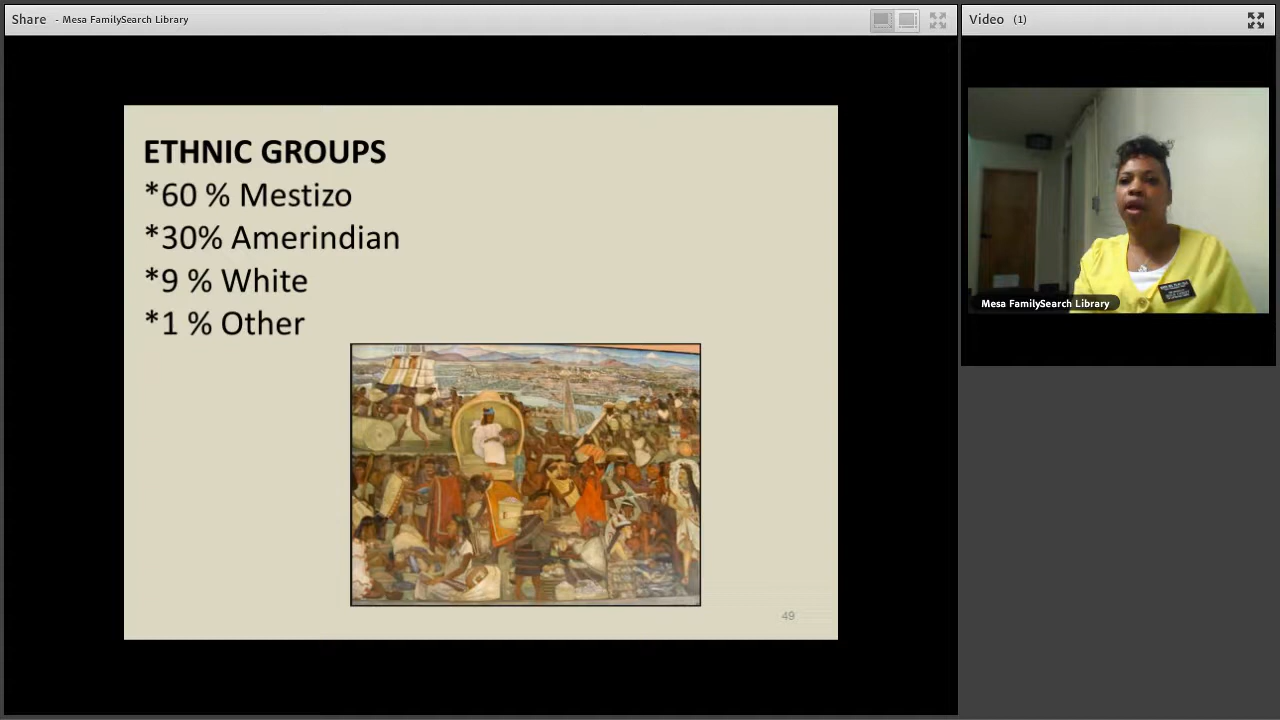 Share - Mesa FamilySearch Library
Video (1)
ETHNIC GROUPS
*60 % Mestizo
*30% Amerindian
*9 % White
*1 % Other
49
Mesa FamilySearch Library